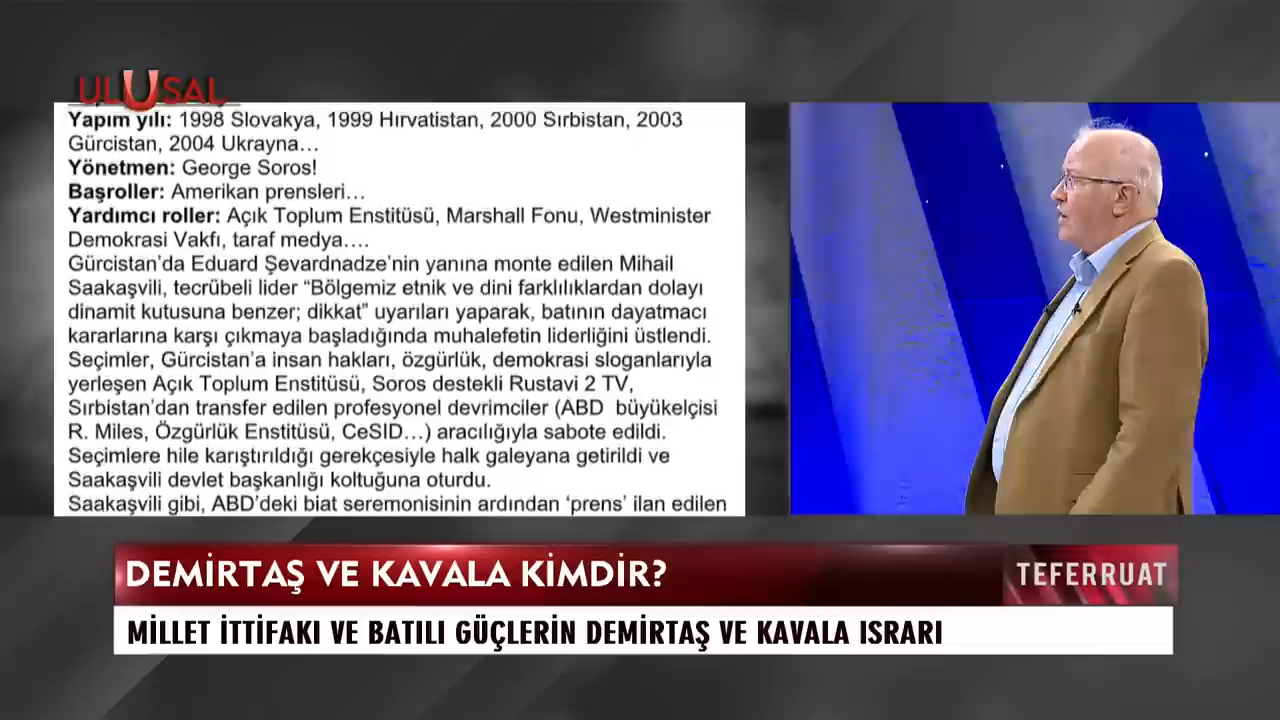 ULUSAL
Yapım yılı: 1998 Slovakya, 1999 Hırvatistan, 2000 Sırbistan, 2003
Gürcistan, 2004 Ukrayna…
Yönetmen: George Soros!
Başroller: Amerikan prensleri…
Yardımcı roller: Açık Toplum Enstitüsü, Marshall Fonu, Westminister
Demokrasi Vakfı, taraf medya….
Gürcistan’da Eduard Şevardnadze’nin yanına monte edilen Mihail
Saakaşvili, tecrübeli lider “Bölgemiz etnik ve dini farklılıklardan dolayı
dinamit kutusuna benzer; dikkat” uyarıları yaparak, batının dayatmacı
kararlarına karşı çıkmaya başladığında muhalefetin liderliğini üstlendi.
Seçimler, Gürcistan’a insan hakları, özgürlük, demokrasi sloganlarıyla
yerleşen Açık Toplum Enstitüsü, Soros destekli Rustavi 2 TV,
Sırbistan’dan transfer edilen profesyonel devrimciler (ABD büyükelçisi
R. Miles, Özgürlük Enstitüsü, CeSID…) aracılığıyla sabote edildi.
Seçimlere hile karıştırıldığı gerekçesiyle halk galeyana getirildi ve
Saakaşvili devlet başkanlığı koltuğuna oturdu.
Saakaşvili gibi, ABD’deki biat seremonisinin ardından ‘prens’ ilan edilen
DEMİRTAŞ VE KAVALA KİMDİR?
TEFERRUAT
MİLLET İTTİFAKI VE BATILI GÜÇLERİN DEMİRTAŞ VE KAVALA ISRARI